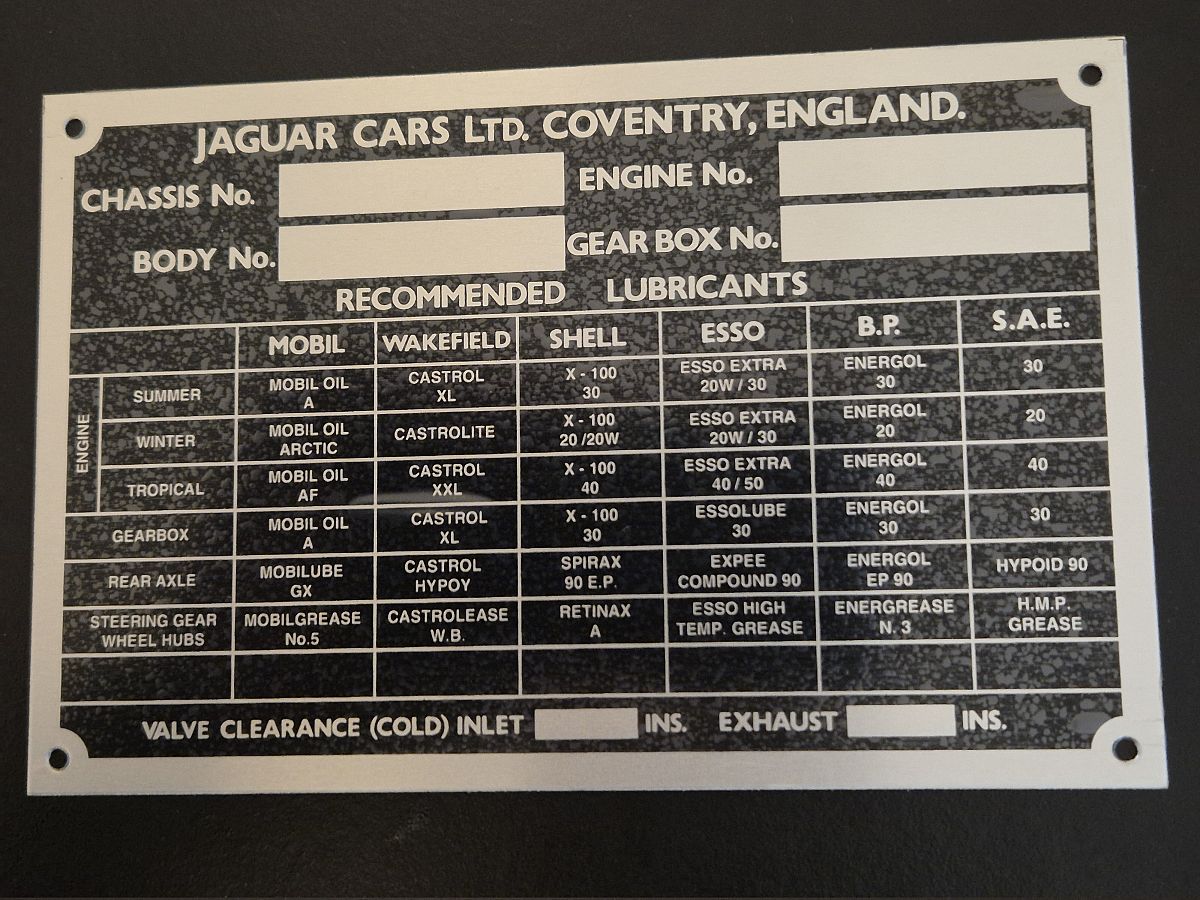 JAGUAR CARS LTD. COVENTRY, ENGLAND.
CHASSIS No. ENGINE No.
BODY No. GEAR BOX No.
RECOMMENDED LUBRICANTS
MOBIL WAKEFIELD SHELL ESSO B.P. S.A.E.
ENGINE
SUMMER MOBIL OIL A CASTROL XL X - 100 30 ESSO EXTRA 20W / 30 ENERGOL 30 30
WINTER MOBIL OIL ARCTIC CASTROLITE X - 100 20 /20W ESSO EXTRA 20W / 30 ENERGOL 20 20
TROPICAL MOBIL OIL AF CASTROL XXL X - 100 40 ESSO EXTRA 40 / 50 ENERGOL 40 40
GEARBOX MOBIL OIL A CASTROL XL X - 100 30 ESSOLUBE 30 ENERGOL 30 30
REAR AXLE MOBILUBE GX CASTROL HYPOY SPIRAX 90 E.P. EXPEE COMPOUND 90 ENERGOL EP 90 HYPOID 90
STEERING GEAR WHEEL HUBS MOBILGREASE No.5 CASTROLEASE W.B. RETINAX A ESSO HIGH TEMP. GREASE ENERGREASE N. 3 H.M.P. GREASE
VALVE CLEARANCE (COLD) INLET INS. EXHAUST INS.